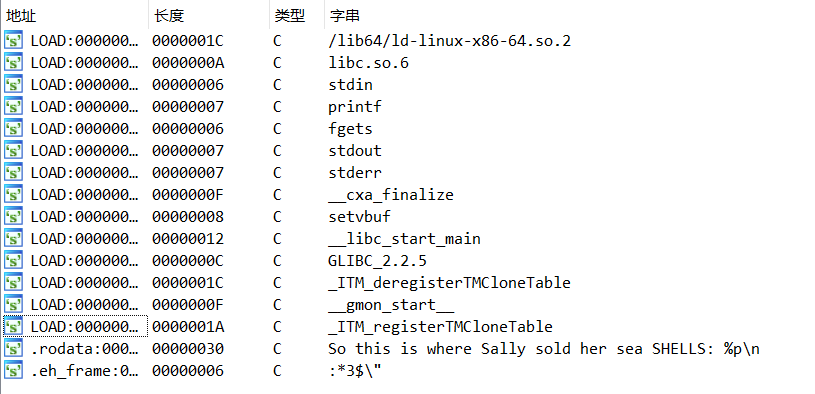 地址 长度 类型 字串
LOAD:000000… 0000001C C /lib64/ld-linux-x86-64.so.2
LOAD:000000… 0000000A C libc.so.6
LOAD:000000… 00000006 C stdin
LOAD:000000… 00000007 C printf
LOAD:000000… 00000006 C fgets
LOAD:000000… 00000007 C stdout
LOAD:000000… 00000007 C stderr
LOAD:000000… 0000000F C __cxa_finalize
LOAD:000000… 00000008 C setvbuf
LOAD:000000… 00000012 C __libc_start_main
LOAD:000000… 0000000C C GLIBC_2.2.5
LOAD:000000… 0000001C C _ITM_deregisterTMCloneTable
LOAD:000000… 0000000F C __gmon_start__
LOAD:000000… 0000001A C _ITM_registerTMCloneTable
.rodata:000… 00000030 C So this is where Sally sold her sea SHELLS: %p\n
.eh_frame:0… 00000006 C :*3$\"